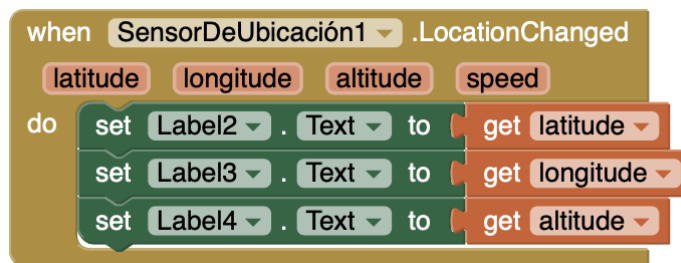 when SensorDeUbicación1 .LocationChanged
latitude longitude altitude speed
do set Label2 . Text to get latitude
set Label3 . Text to get longitude
set Label4 . Text to get altitude